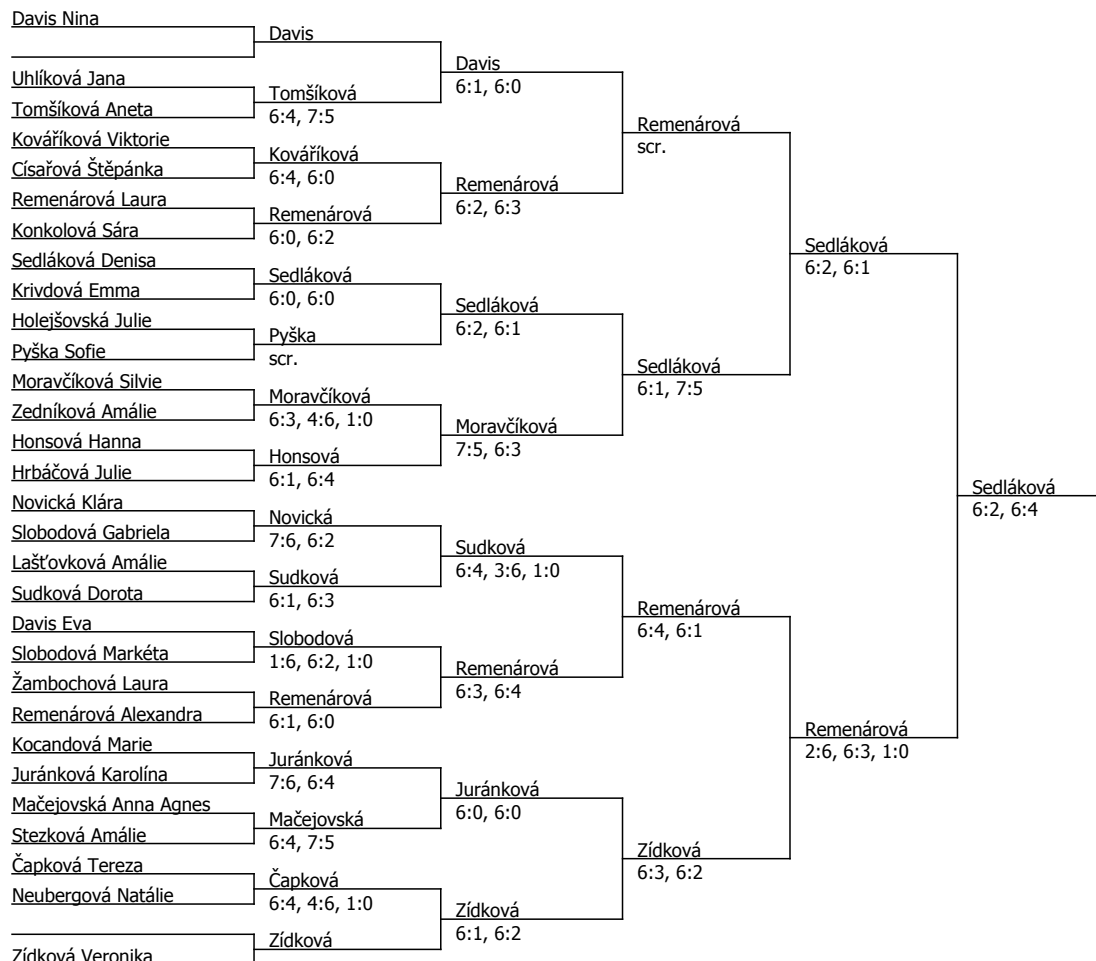 Davis Nina
Uhlíková Jana
Tomšíková Aneta
Kováříková Viktorie
Císařová Štěpánka
Remenárová Laura
Konkolová Sára
Sedláková Denisa
Krivdová Emma
Holejšovská Julie
Pyška Sofie
Moravčíková Silvie
Zedníková Amálie
Honsová Hanna
Hrbáčová Julie
Novická Klára
Slobodová Gabriela
Lašťovková Amálie
Sudková Dorota
Davis Eva
Slobodová Markéta
Žambochová Laura
Remenárová Alexandra
Kocandová Marie
Juránková Karolína
Mačejovská Anna Agnes
Stezková Amálie
Čapková Tereza
Neubergová Natálie
Zídková Veronika
Davis
Tomšíková
6:4, 7:5
Kováříková
6:4, 6:0
Remenárová
6:0, 6:2
Sedláková
6:0, 6:0
Pyška
scr.
Moravčíková
6:3, 4:6, 1:0
Honsová
6:1, 6:4
Novická
7:6, 6:2
Sudková
6:1, 6:3
Slobodová
1:6, 6:2, 1:0
Remenárová
6:1, 6:0
Juránková
7:6, 6:4
Mačejovská
6:4, 7:5
Čapková
6:4, 4:6, 1:0
Zídková
Davis
6:1, 6:0
Remenárová
6:2, 6:3
Sedláková
6:2, 6:1
Moravčíková
7:5, 6:3
Sudková
6:4, 3:6, 1:0
Remenárová
6:3, 6:4
Juránková
6:0, 6:0
Zídková
6:1, 6:2
Remenárová
scr.
Sedláková
6:1, 7:5
Remenárová
6:4, 6:1
Zídková
6:3, 6:2
Sedláková
6:2, 6:1
Remenárová
2:6, 6:3, 1:0
Sedláková
6:2, 6:4